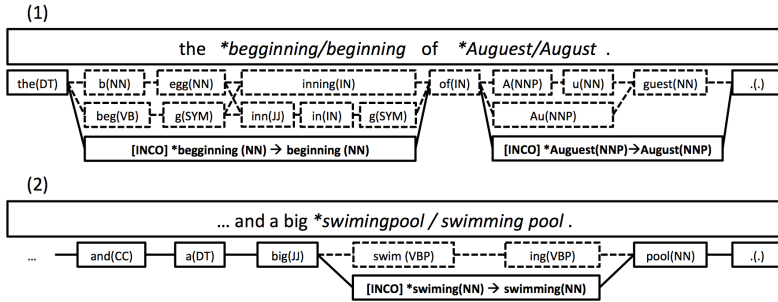 (1)
the *begginning/beginning of *Auguest/August .
the(DT) b(NN) egg(NN) inning(IN) of(IN) A(NNP) u(NN) guest(NN) .(.)
beg(VB) g(SYM) inn(JJ) in(IN) g(SYM) Au(NNP)
[INCO] *begginning (NN) → beginning (NN) [INCO] *Auguest(NNP)→August(NNP)
(2)
... and a big *swimingpool / swimming pool .
... and(CC) a(DT) big(JJ) swim (VBP) ing(VBP) pool(NN) .(.)
[INCO] *swiming(NN) → swimming(NN)